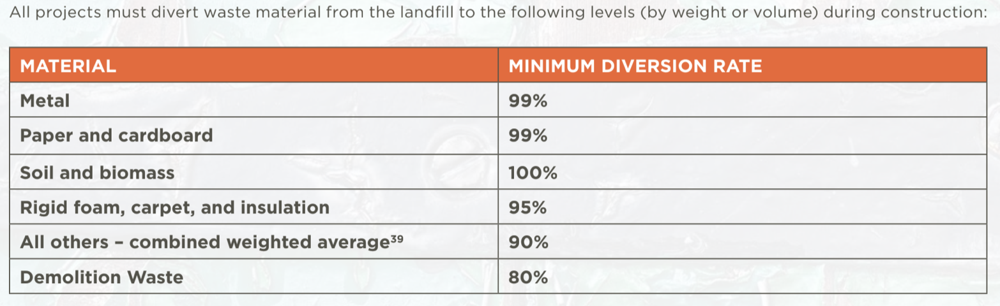 All projects must divert waste material from the landfill to the following levels (by weight or volume) during construction:
MATERIAL MINIMUM DIVERSION RATE
Metal 99%
Paper and cardboard 99%
Soil and biomass 100%
Rigid foam, carpet, and insulation 95%
All others – combined weighted average³⁹ 90%
Demolition Waste 80%